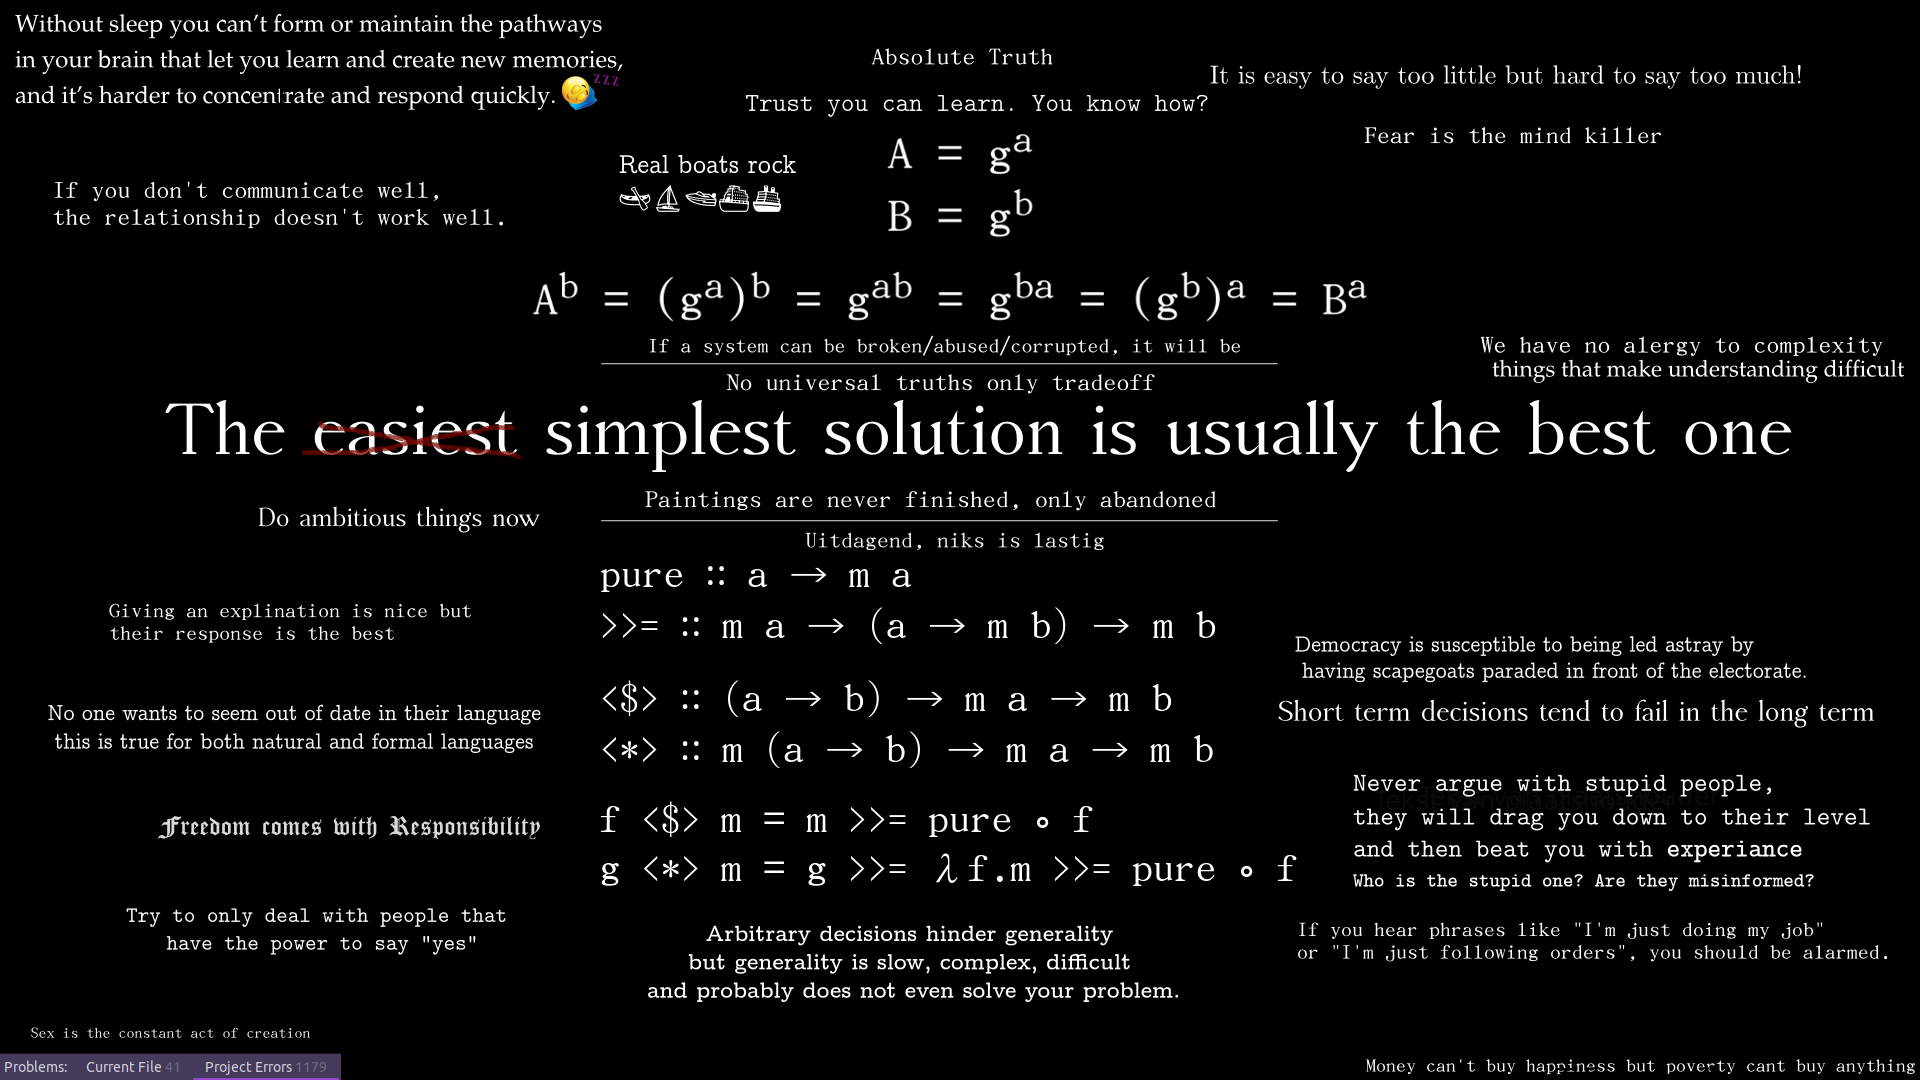 Without sleep you can’t form or maintain the pathways
in your brain that let you learn and create new memories,
and it’s harder to concentrate and respond quickly.
zzz
Absolute Truth
It is easy to say too little but hard to say too much!
Trust you can learn. You know how?
Fear is the mind killer
A = gᵃ
B = gᵇ
Real boats rock
If you don't communicate well,
the relationship doesn't work well.
Aᵇ = (gᵃ)ᵇ = gᵃᵇ = gᵇᵃ = (gᵇ)ᵃ = Bᵃ
If a system can be broken/abused/corrupted, it will be
We have no alergy to complexity
things that make understanding difficult
No universal truths only tradeoff
The easiest simplest solution is usually the best one
Paintings are never finished, only abandoned
Do ambitious things now
Uitdagend, niks is lastig
pure :: a → m a
>>= :: m a → (a → m b) → m b
<$> :: (a → b) → m a → m b
<*> :: m (a → b) → m a → m b
f <$> m = m >>= pure ∘ f
g <*> m = g >>= λf.m >>= pure ∘ f
Giving an explination is nice but
their response is the best
Democracy is susceptible to being led astray by
having scapegoats paraded in front of the electorate.
No one wants to seem out of date in their language
this is true for both natural and formal languages
Short term decisions tend to fail in the long term
Never argue with stupid people,
they will drag you down to their level
and then beat you with experiance
Who is the stupid one? Are they misinformed?
Freedom comes with Responsibility
Try to only deal with people that
have the power to say "yes"
If you hear phrases like "I'm just doing my job"
or "I'm just following orders", you should be alarmed.
Arbitrary decisions hinder generality
but generality is slow, complex, difficult
and probably does not even solve your problem.
Sex is the constant act of creation
Problems: Current File 41 Project Errors 1179
Money can't buy happiness but poverty cant buy anything